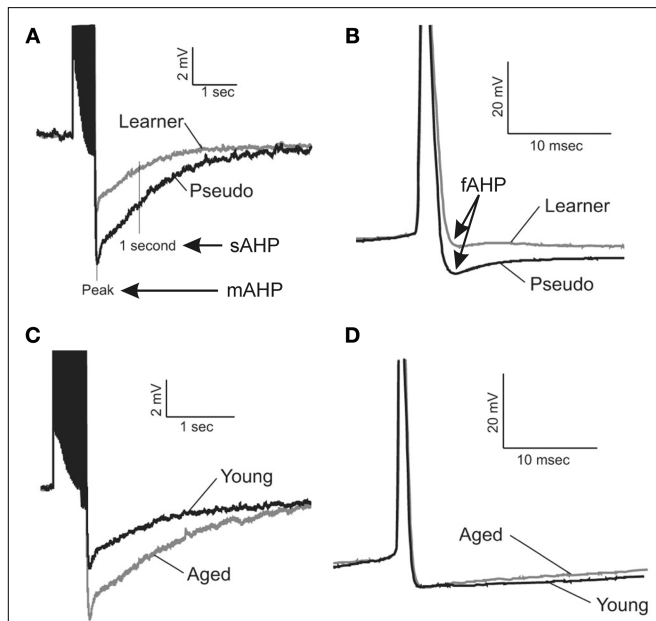 A
2 mV
1 sec
Learner
Pseudo
1 second
sAHP
Peak
mAHP
B
20 mV
10 msec
fAHP
Learner
Pseudo
C
2 mV
1 sec
Young
Aged
D
20 mV
10 msec
Aged
Young